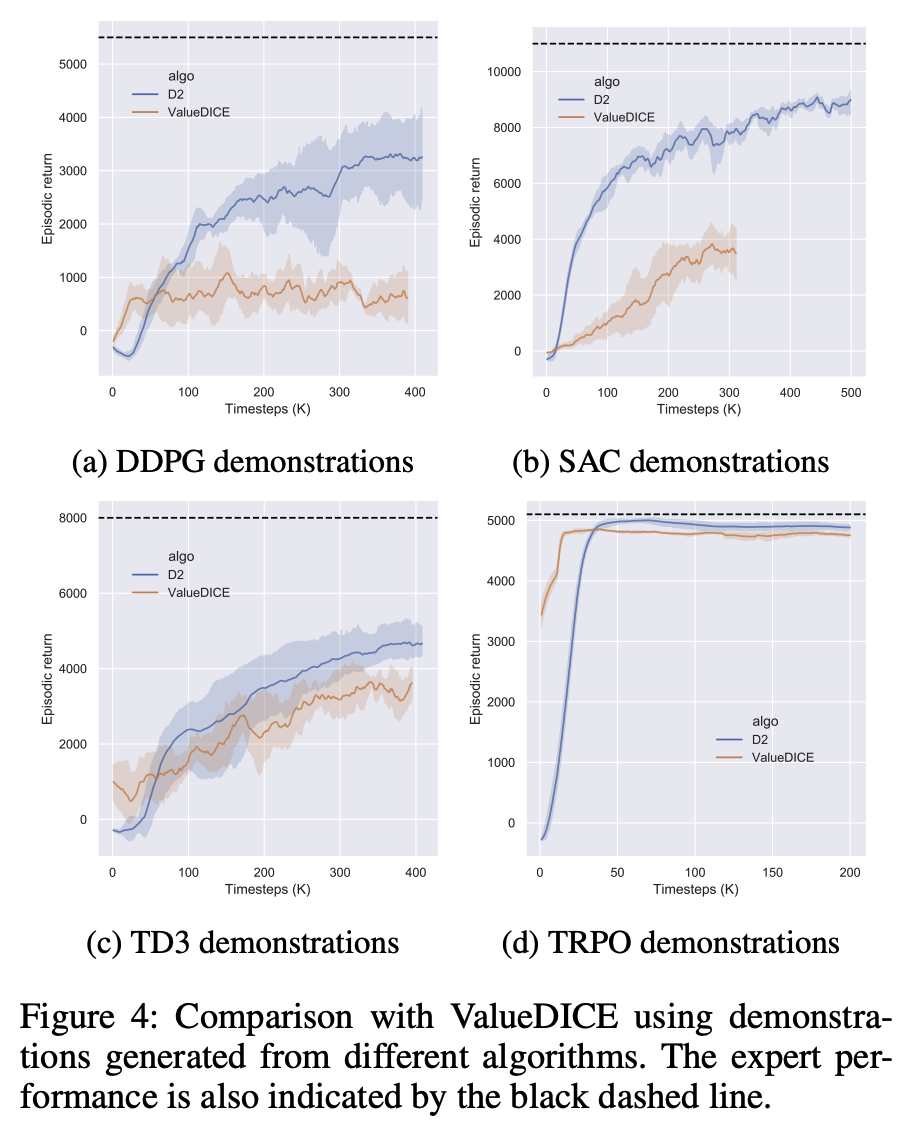 5000
4000
3000
2000
1000
0
Episodic return
algo
D2
ValueDICE
0 100 200 300 400
Timesteps (K)
(a) DDPG demonstrations
10000
8000
6000
4000
2000
0
Episodic return
algo
D2
ValueDICE
0 100 200 300 400 500
Timesteps (K)
(b) SAC demonstrations
8000
6000
4000
2000
0
Episodic return
algo
D2
ValueDICE
0 100 200 300 400
Timesteps (K)
(c) TD3 demonstrations
5000
4000
3000
2000
1000
0
Episodic return
algo
D2
ValueDICE
0 50 100 150 200
Timesteps (K)
(d) TRPO demonstrations
Figure 4: Comparison with ValueDICE using demonstra-
tions generated from different algorithms. The expert per-
formance is also indicated by the black dashed line.